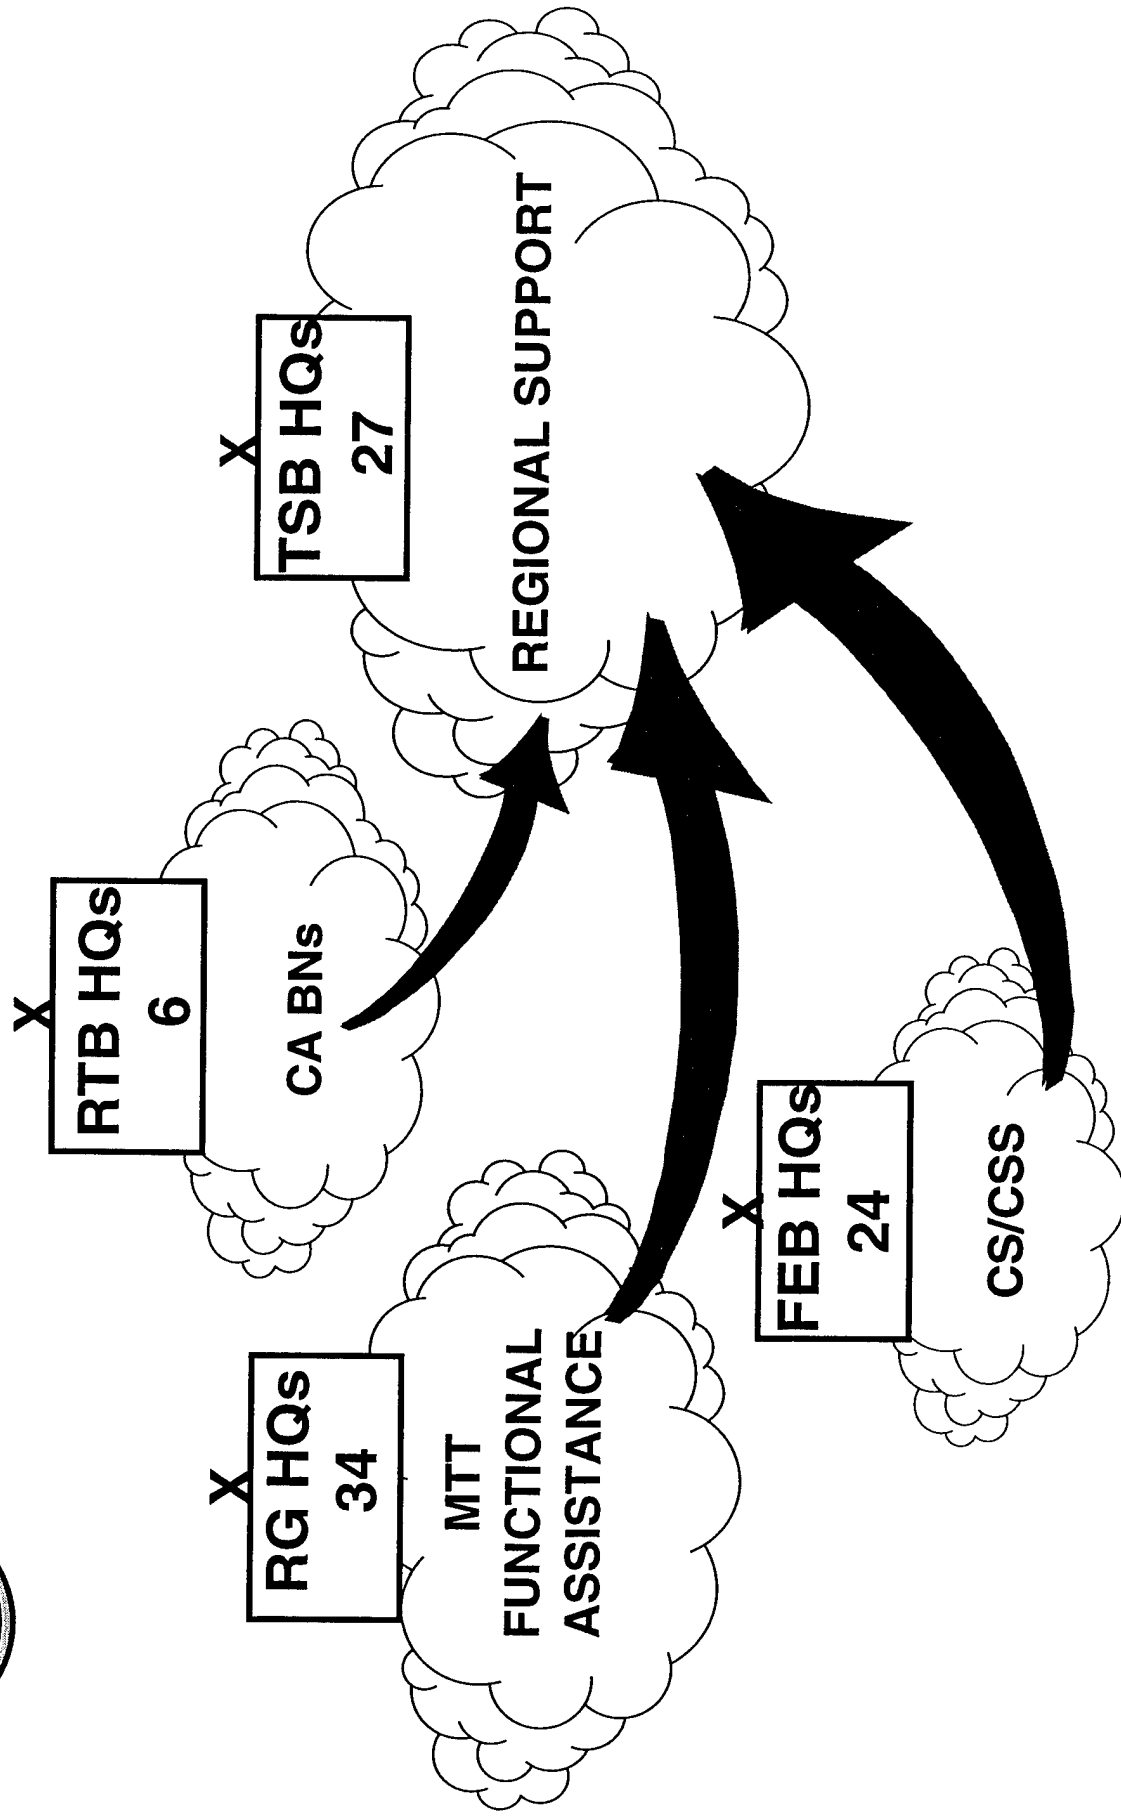 X
RTB HQs
6
CA BNs
X
RG HQs
34
MTT
FUNCTIONAL
ASSISTANCE
X
TSB HQs
27
REGIONAL SUPPORT
X
FEB HQs
24
CS/CSS